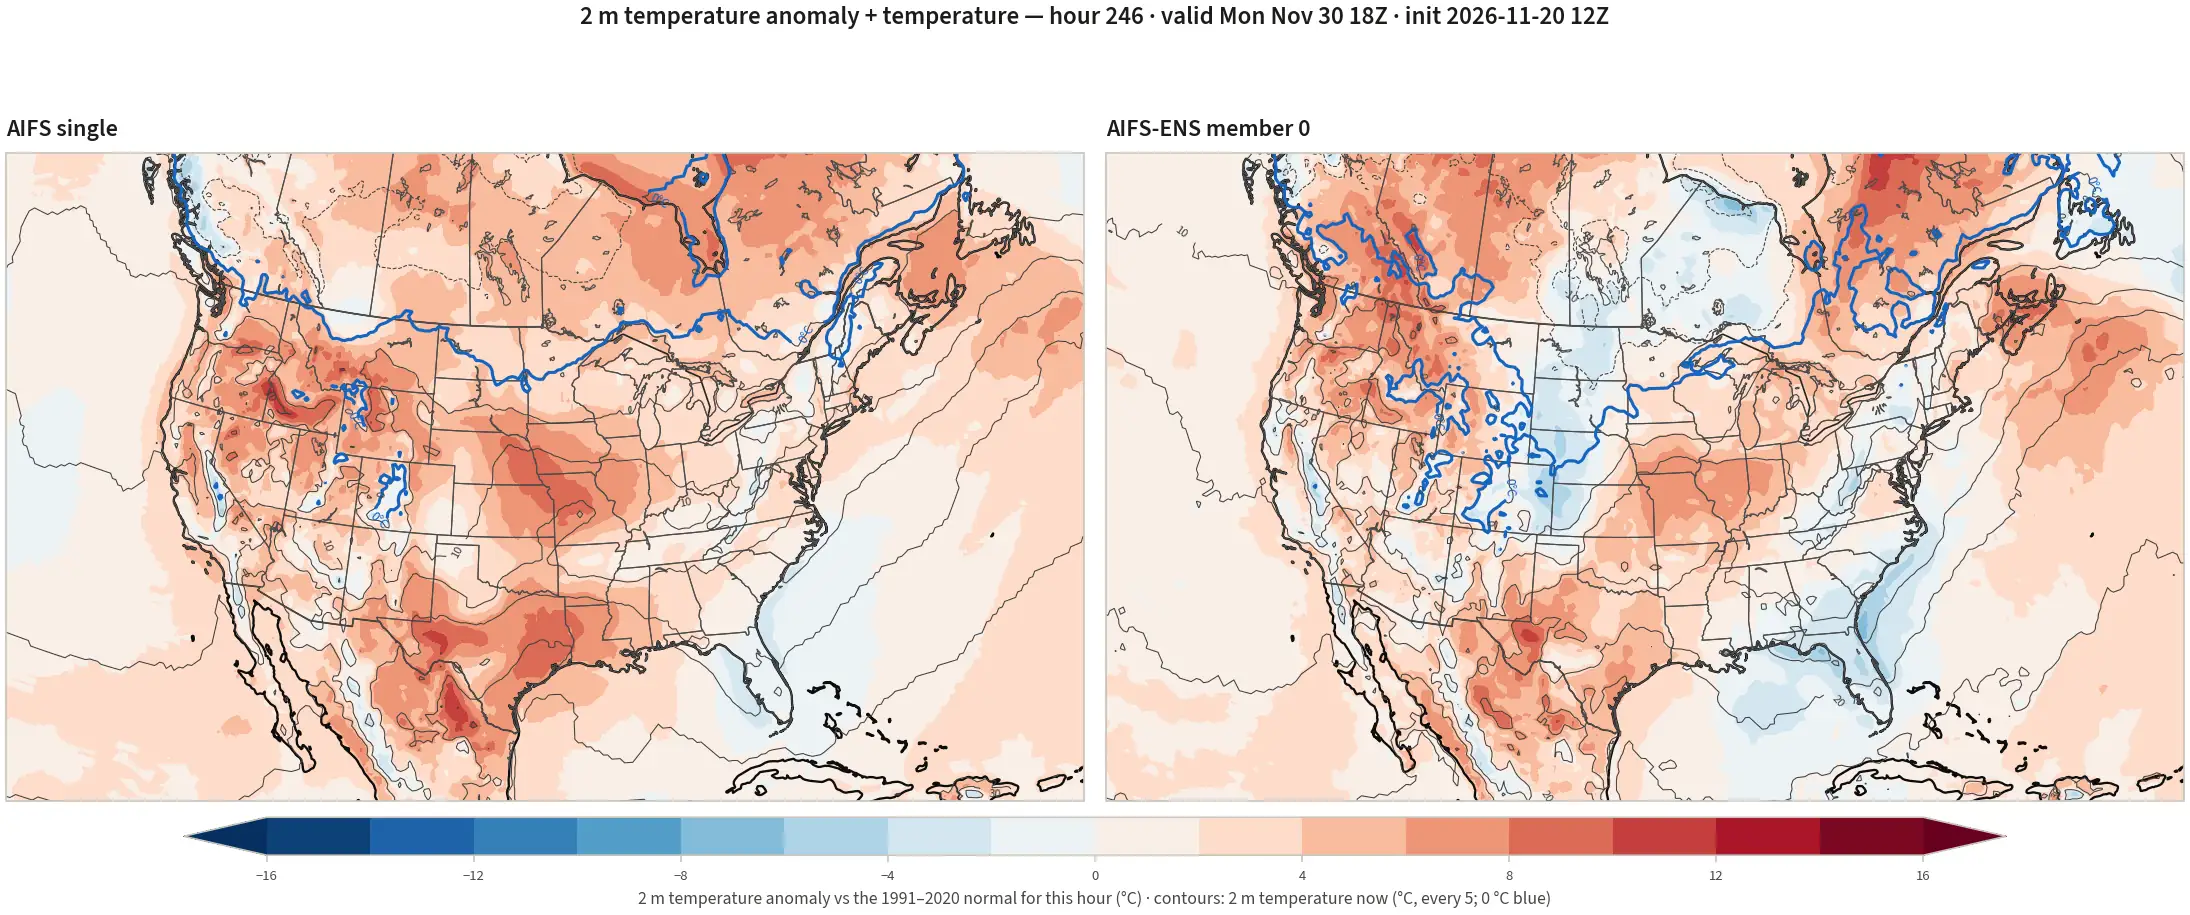 2 m temperature anomaly + temperature — hour 246 · valid Mon Nov 30 18Z · init 2026-11-20 12Z
AIFS single
AIFS-ENS member 0
−16 −12 −8 −4 0 4 8 12 16
2 m temperature anomaly vs the 1991–2020 normal for this hour (°C) · contours: 2 m temperature now (°C, every 5; 0 °C blue)